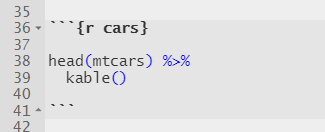 35
36 ```{r cars}
37
38 head(mtcars) %>%
39   kable()
40
41 ```
42